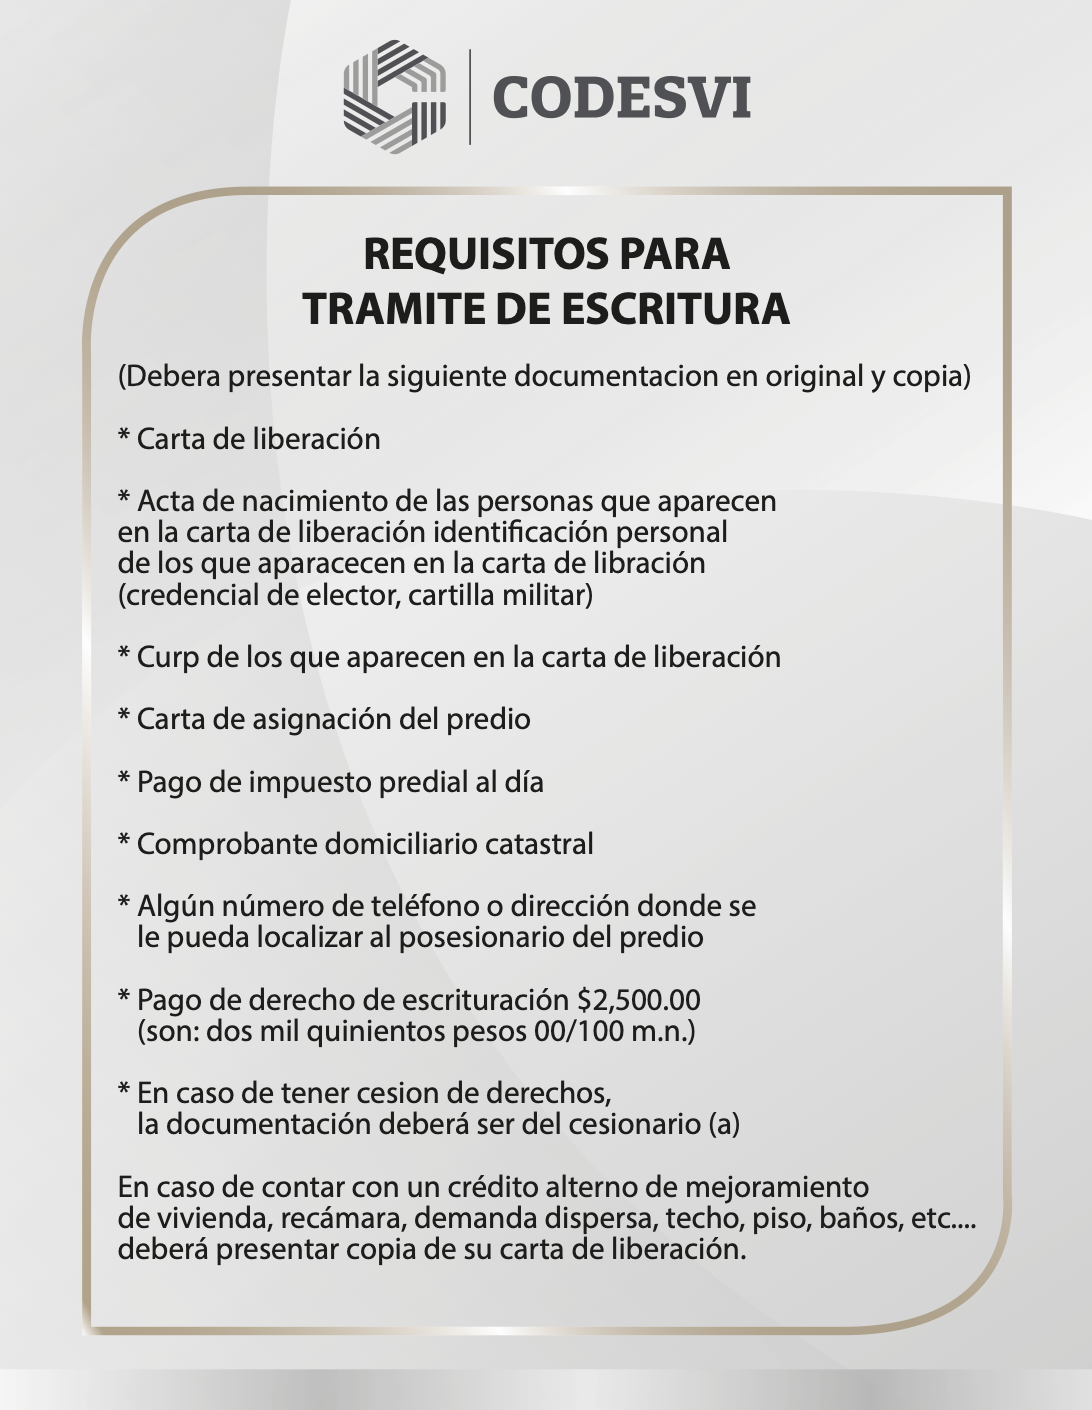 CODESVI
REQUISITOS PARA
TRAMITE DE ESCRITURA
(Debera presentar la siguiente documentacion en original y copia)
* Carta de liberación
* Acta de nacimiento de las personas que aparecen
en la carta de liberación identificación personal
de los que aparacecen en la carta de libración
(credencial de elector, cartilla militar)
* Curp de los que aparecen en la carta de liberación
* Carta de asignación del predio
* Pago de impuesto predial al día
* Comprobante domiciliario catastral
* Algún número de teléfono o dirección donde se
le pueda localizar al posesionario del predio
* Pago de derecho de escrituración $2,500.00
(son: dos mil quinientos pesos 00/100 m.n.)
* En caso de tener cesion de derechos,
la documentación deberá ser del cesionario (a)
En caso de contar con un crédito alterno de mejoramiento
de vivienda, recámara, demanda dispersa, techo, piso, baños, etc....
deberá presentar copia de su carta de liberación.